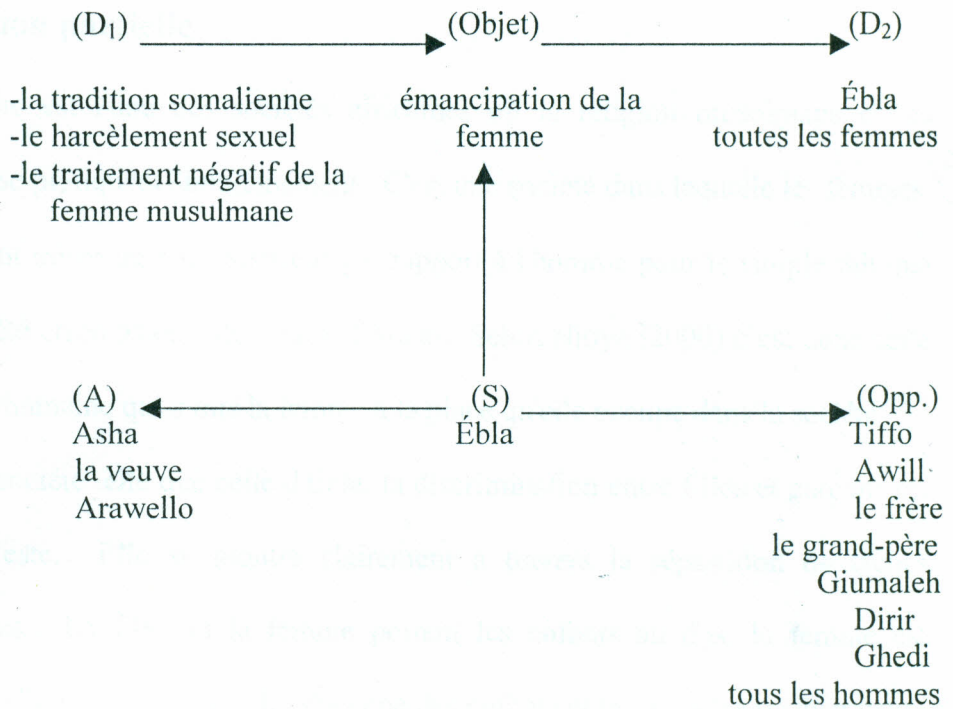 (D₁) (Objet) (D₂)
-la tradition somalienne émancipation de la Ébla
-le harcèlement sexuel femme toutes les femmes
-le traitement négatif de la
femme musulmane
(A) (S) (Opp.)
Asha Ébla Tiffo
la veuve Awill
Arawello le frère
le grand-père
Giumaleh
Dirir
Ghedi
tous les hommes